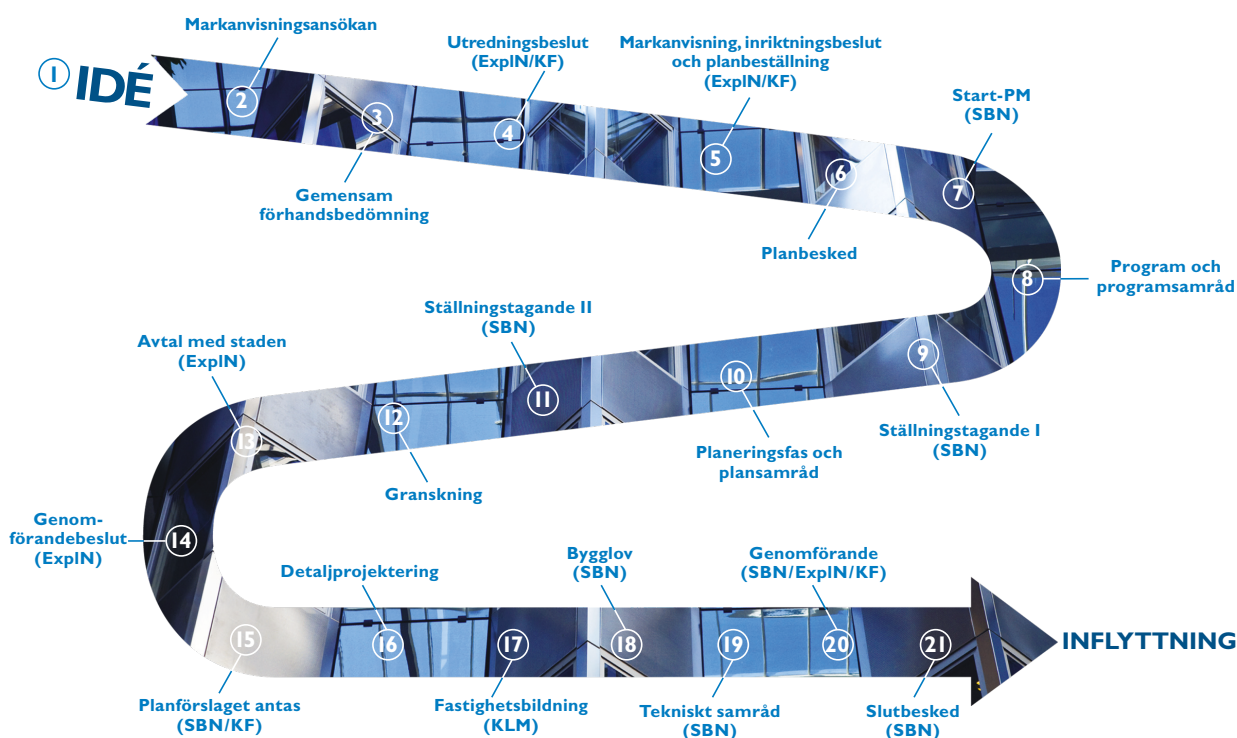 1 IDÉ
2
Markanvisningsansökan
3
Gemensam
förhandsbedömning
4
Utredningsbeslut
(ExplN/KF)
5
Markanvisning, inriktningsbeslut
och planbeställning
(ExplN/KF)
6
Planbesked
7
Start-PM
(SBN)
8
Program och
programsamråd
9
Ställningstagande I
(SBN)
10
Planeringsfas och
plansamråd
11
Ställningstagande II
(SBN)
12
Granskning
13
Avtal med staden
(ExplN)
14
Genom-
förandebeslut
(ExplN)
15
Planförslaget antas
(SBN/KF)
16
Detaljprojektering
17
Fastighetsbildning
(KLM)
18
Bygglov
(SBN)
19
Tekniskt samråd
(SBN)
20
Genomförande
(SBN/ExplN/KF)
21
Slutbesked
(SBN)
INFLYTTNING